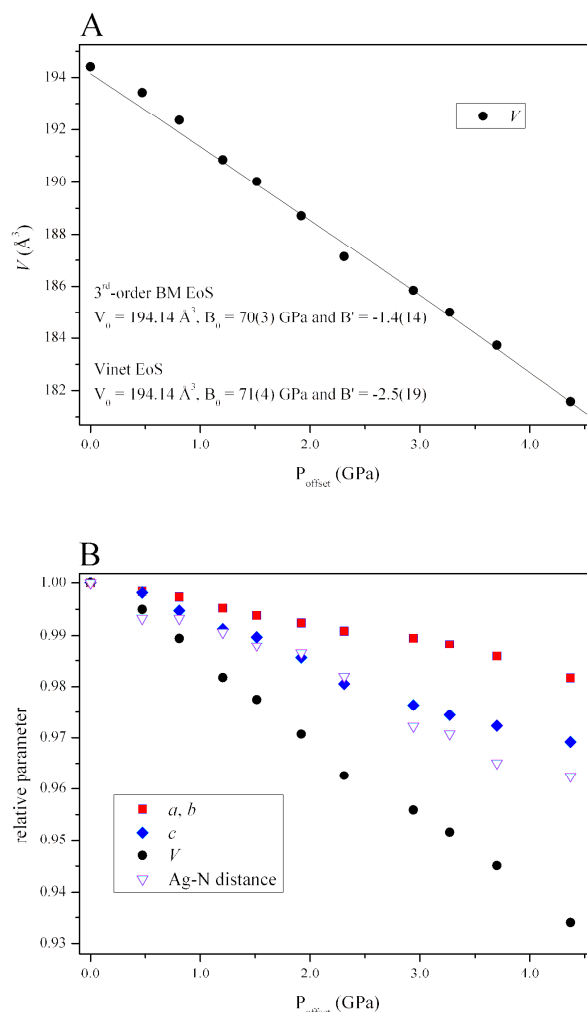 A
194
192
190
188
186
184
182
V (Å³)
V
3rd-order BM EoS
V₀ = 194.14 Å³, B₀ = 70(3) GPa and B' = -1.4(14)
Vinet EoS
V₀ = 194.14 Å³, B₀ = 71(4) GPa and B' = -2.5(19)
0.0 1.0 2.0 3.0 4.0
P offset (GPa)
B
1.00
0.99
0.98
0.97
0.96
0.95
0.94
0.93
relative parameter
a, b
c
V
Ag-N distance
0.0 1.0 2.0 3.0 4.0
P offset (GPa)